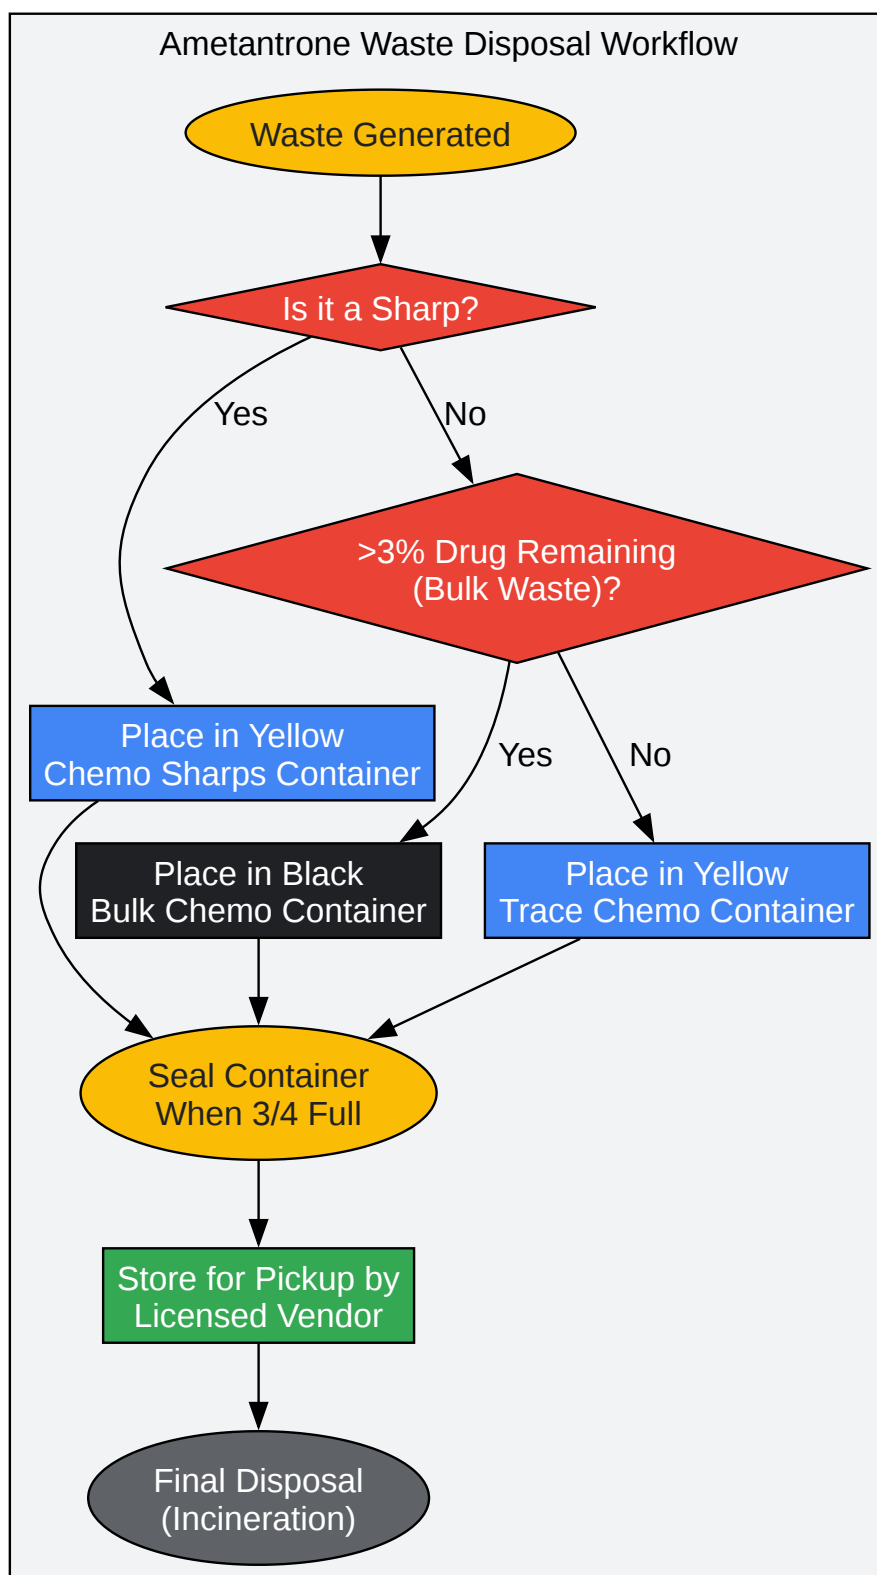 Ametantrone Waste Disposal Workflow
Waste Generated
Is it a Sharp?
Yes
No
>3% Drug Remaining
(Bulk Waste)?
Place in Yellow
Chemo Sharps Container
Yes
No
Place in Black
Bulk Chemo Container
Place in Yellow
Trace Chemo Container
Seal Container
When 3/4 Full
Store for Pickup by
Licensed Vendor
Final Disposal
(Incineration)